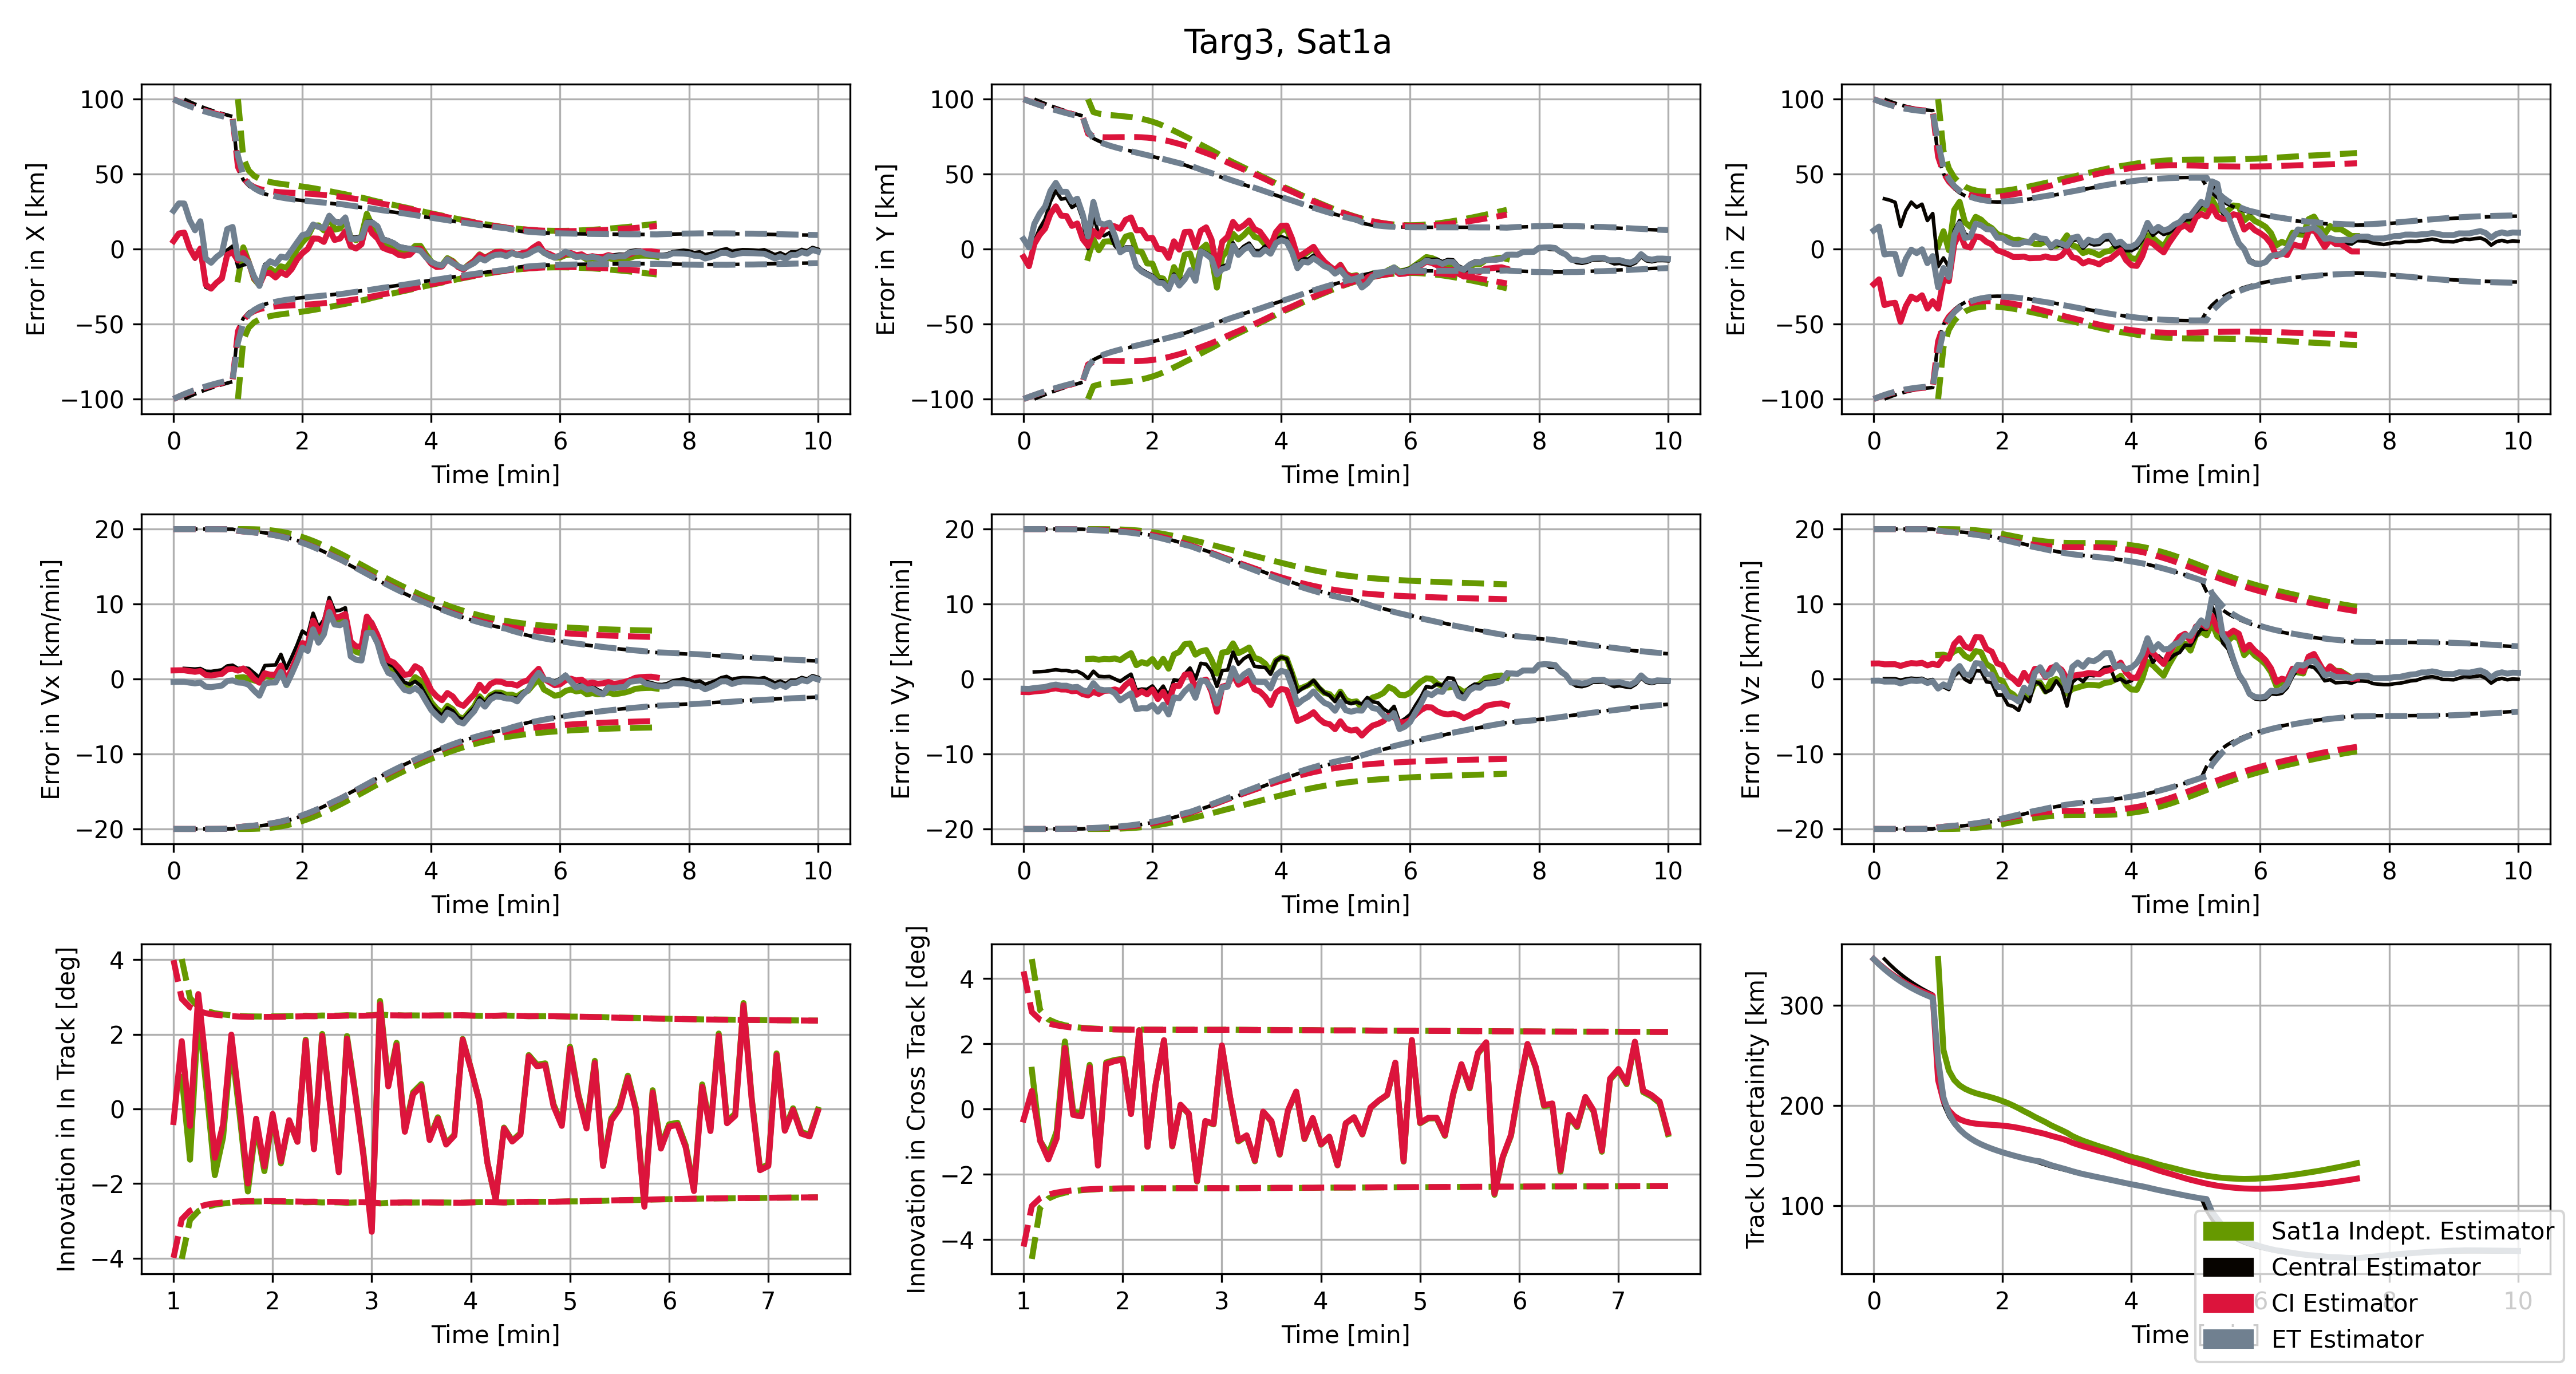 Targ3, Sat1a
Error in X [km]
100
50
0
−50
−100
0 2 4 6 8 10
Time [min]
Error in Y [km]
100
50
0
−50
−100
0 2 4 6 8 10
Time [min]
Error in Z [km]
100
50
0
−50
−100
0 2 4 6 8 10
Time [min]
Error in Vx [km/min]
20
10
0
−10
−20
0 2 4 6 8 10
Time [min]
Error in Vy [km/min]
20
10
0
−10
−20
0 2 4 6 8 10
Time [min]
Error in Vz [km/min]
20
10
0
−10
−20
0 2 4 6 8 10
Time [min]
Innovation in In Track [deg]
4
2
0
−2
−4
1 2 3 4 5 6 7
Time [min]
Innovation in Cross Track [deg]
4
2
0
−2
−4
1 2 3 4 5 6 7
Time [min]
Track Uncertainity [km]
300
200
100
0 2 4 6 8 10
Time
Sat1a Indept. Estimator
Central Estimator
CI Estimator
ET Estimator